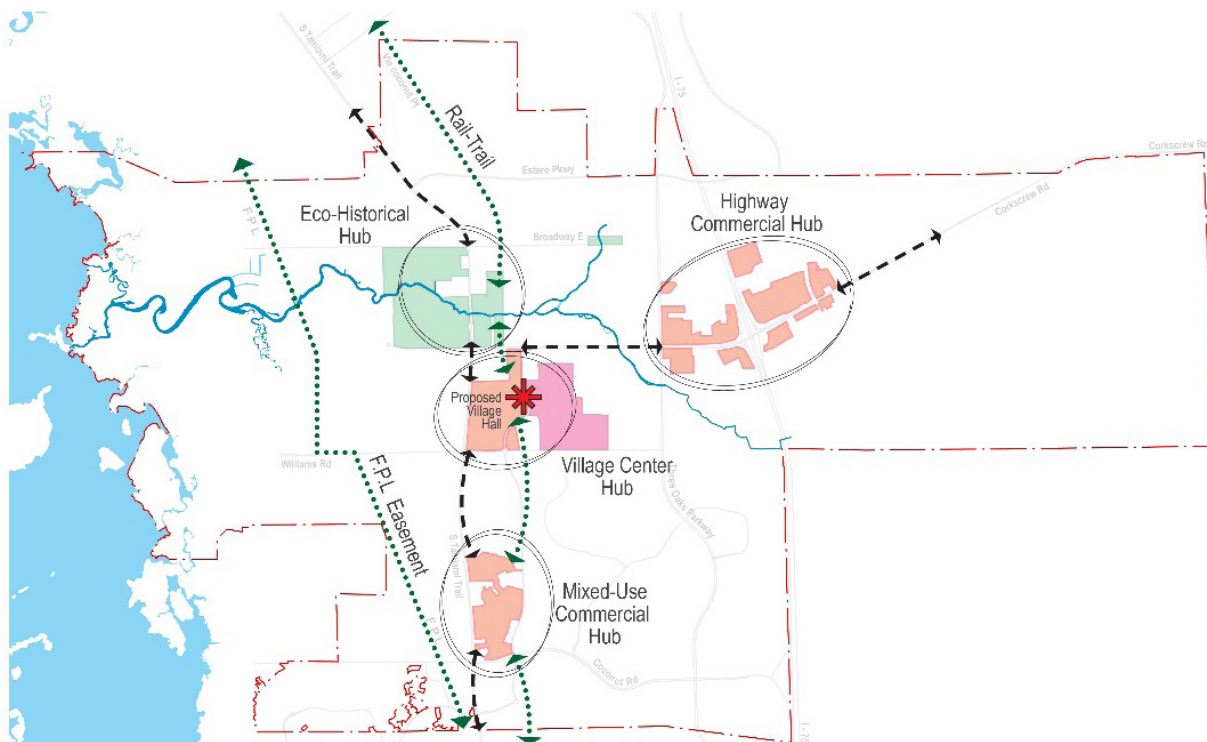 S Tamiami Trail
Via coconut Pt
Rail-Trail
I - 75
Corkscrew Rd
Estero Pkwy
Corkscrew Rd
F.P.L
Eco-Historical
Hub
Broadway E
Highway
Commercial Hub
Proposed
Village
Hall
Williams Rd
Village Center
Hub
F.P.L Easement
Three Oaks Parkway
S Tamiami Trail
Mixed-Use
Commercial
Hub
F.P.L
Coconut Rd
I - 75